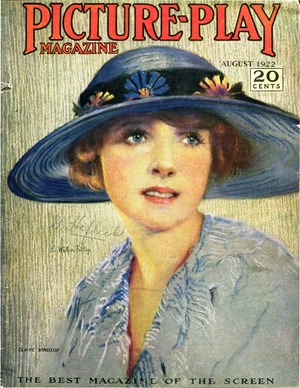 PICTURE-PLAY
MAGAZINE
AUGUST 1922
20
CENTS
CLAIRE WINDSOR
THE BEST MAGAZINE OF THE SCREEN